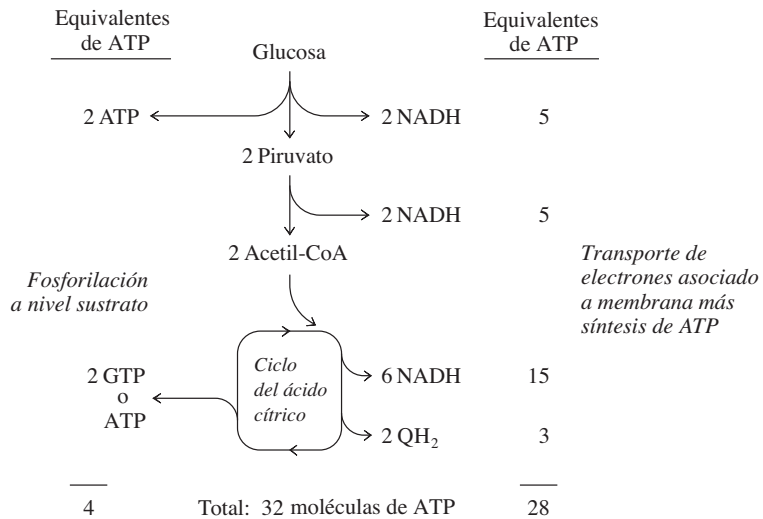 Equivalentes
de ATP
Equivalentes
de ATP
Glucosa
2 ATP
2 NADH
5
2 Piruvato
2 NADH
5
2 Acetil-CoA
Fosforilación
a nivel sustrato
Transporte de
electrones asociado
a membrana más
síntesis de ATP
Ciclo
del ácido
cítrico
2 GTP
o
ATP
6 NADH
15
2 QH₂
3
4
Total: 32 moléculas de ATP
28